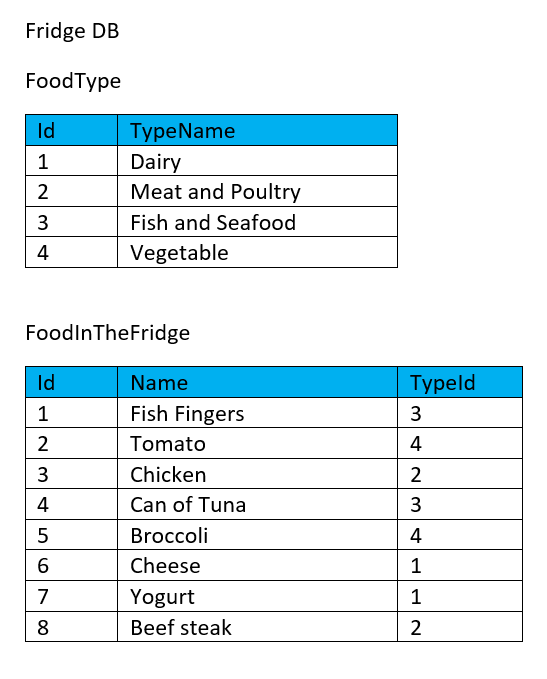 Fridge DB
FoodType
Id TypeName
1 Dairy
2 Meat and Poultry
3 Fish and Seafood
4 Vegetable
FoodInTheFridge
Id Name TypeId
1 Fish Fingers 3
2 Tomato 4
3 Chicken 2
4 Can of Tuna 3
5 Broccoli 4
6 Cheese 1
7 Yogurt 1
8 Beef steak 2